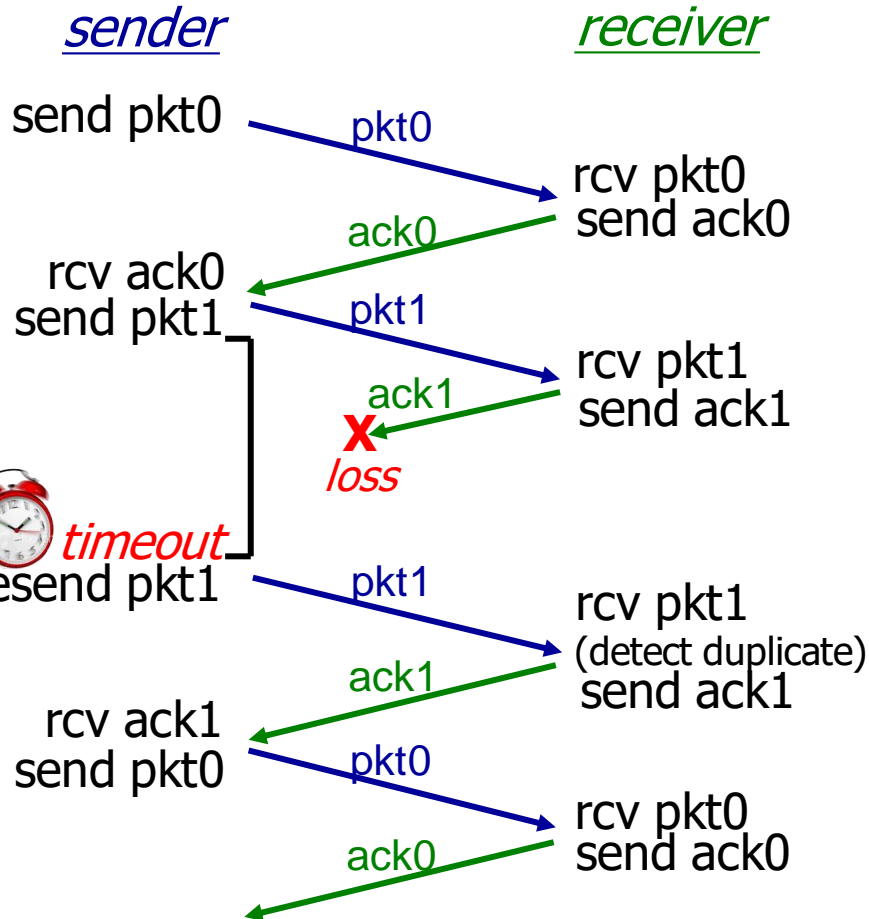 sender
receiver
send pkt0
pkt0
rcv pkt0
send ack0
ack0
rcv ack0
send pkt1
pkt1
rcv pkt1
send ack1
ack1
X
loss
timeout
esend pkt1
pkt1
rcv pkt1
(detect duplicate)
send ack1
ack1
rcv ack1
send pkt0
pkt0
rcv pkt0
send ack0
ack0